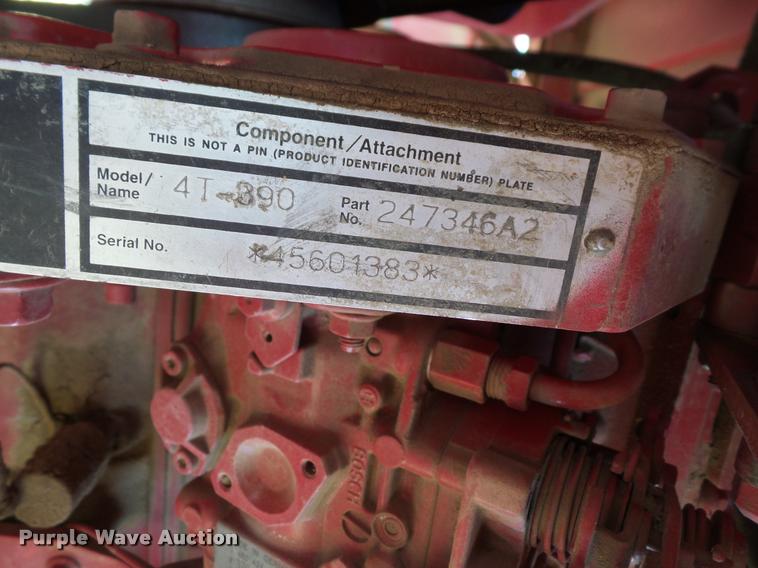 Component/Attachment
THIS IS NOT A PIN (PRODUCT IDENTIFICATION NUMBER) PLATE
Model/ Name 4T-390 Part No. 247346A2
Serial No. *45601383*
BOSCH
Purple Wave Auction